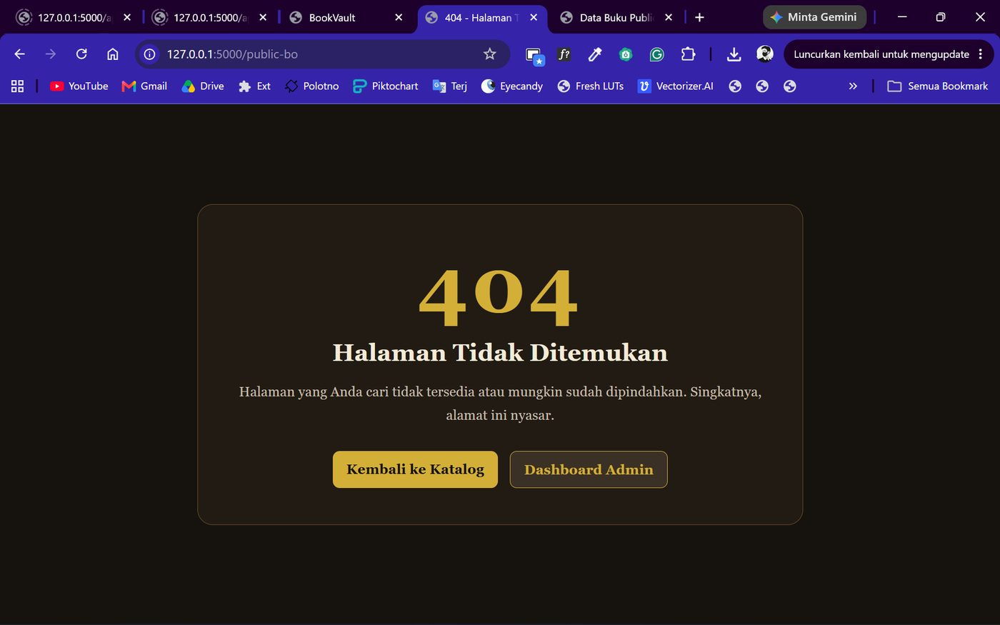 127.0.0.1:5000/a
127.0.0.1:5000/a
BookVault
404 - Halaman T
Data Buku Publi
Minta Gemini
127.0.0.1:5000/public-bo
Luncurkan kembali untuk mengupdate
YouTube
Gmail
Drive
Ext
Polotno
Piktochart
Terj
Eyecandy
Fresh LUTs
Vectorizer.AI
Semua Bookmark
404
Halaman Tidak Ditemukan
Halaman yang Anda cari tidak tersedia atau mungkin sudah dipindahkan. Singkatnya,
alamat ini nyasar.
Kembali ke Katalog
Dashboard Admin